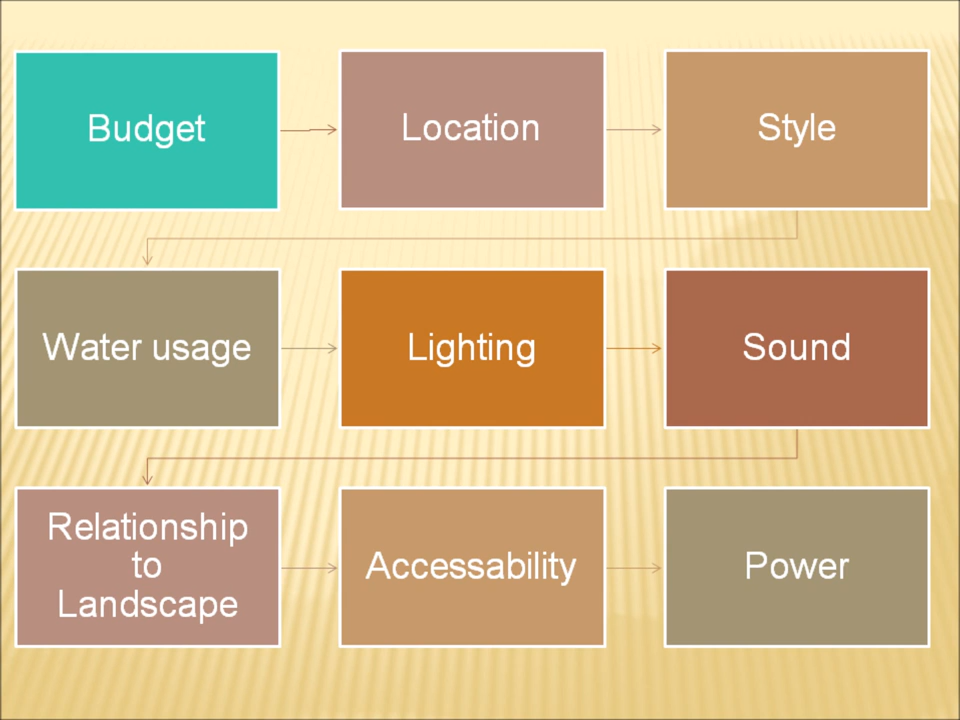 Budget
Location
Style
Water usage
Lighting
Sound
Relationship
to
Landscape
Accessability
Power